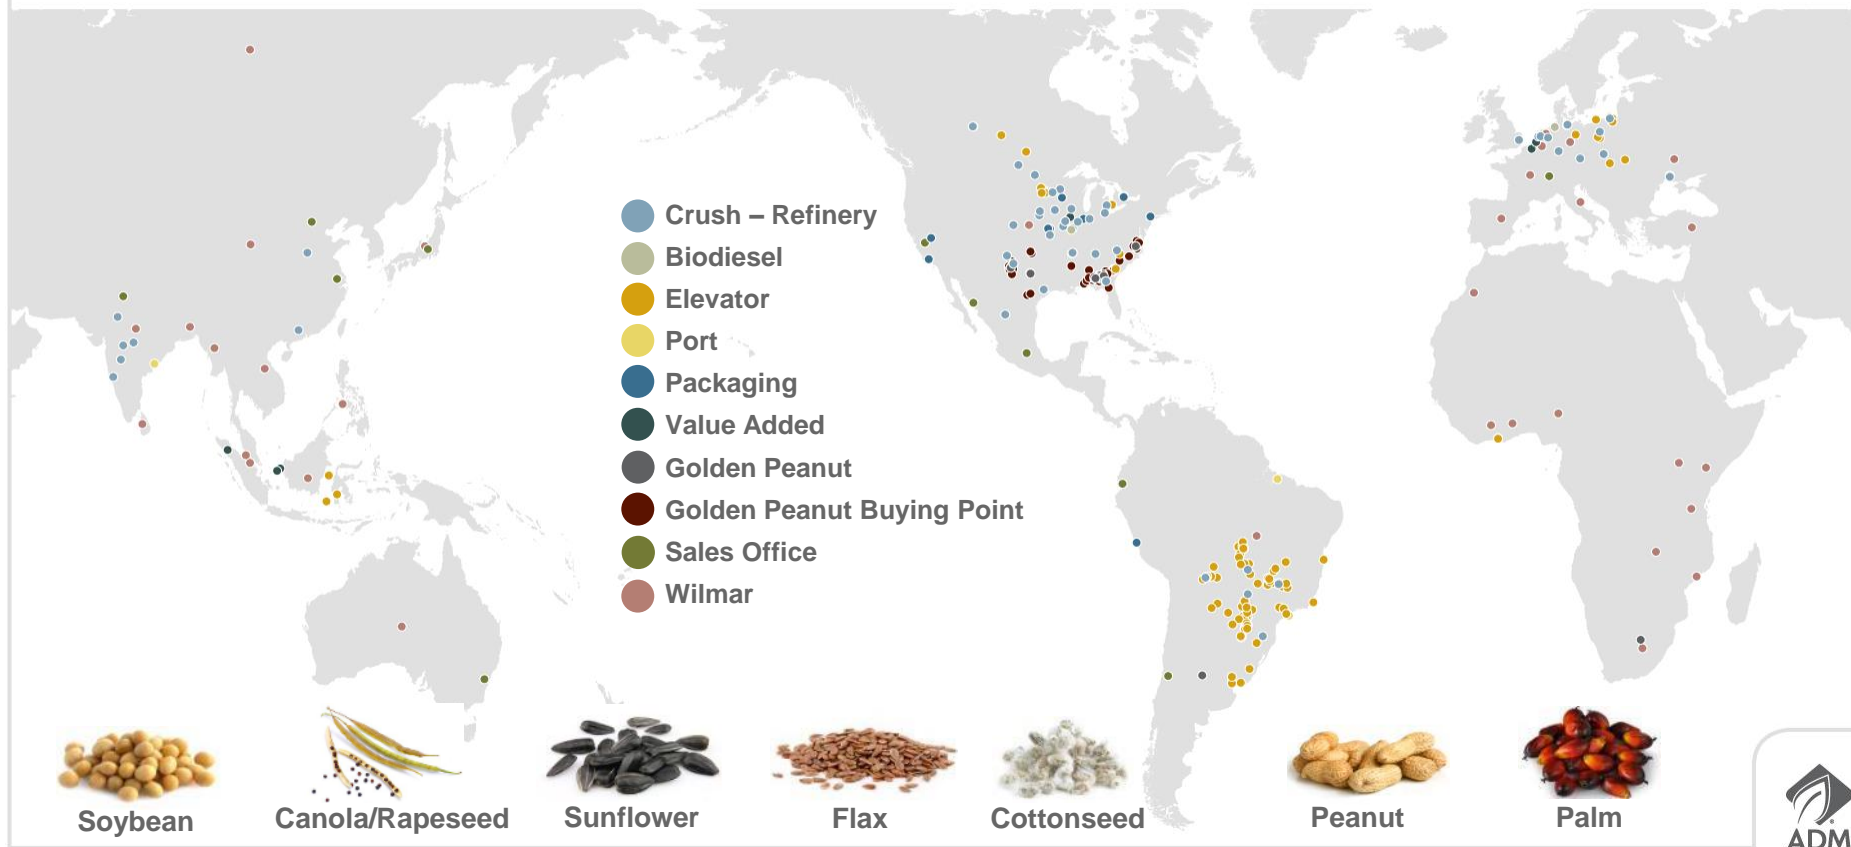 Crush – Refinery
Biodiesel
Elevator
Port
Packaging
Value Added
Golden Peanut
Golden Peanut Buying Point
Sales Office
Wilmar
Soybean
Canola/Rapeseed
Sunflower
Flax
Cottonseed
Peanut
Palm
ADM